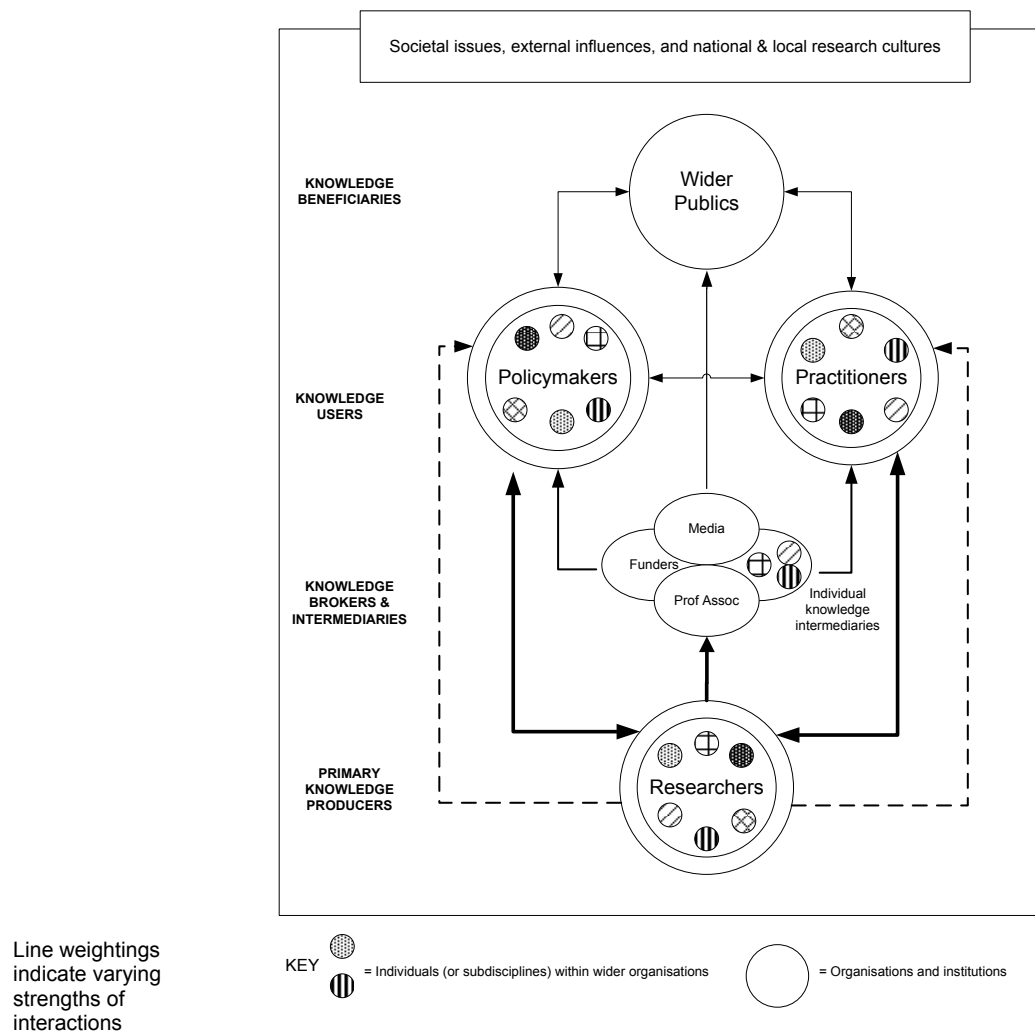 Societal issues, external influences, and national & local research cultures
KNOWLEDGE
BENEFICIARIES
Wider
Publics
KNOWLEDGE
USERS
Policymakers
Practitioners
KNOWLEDGE
BROKERS &
INTERMEDIARIES
Media
Funders
Prof Assoc
Individual
knowledge
intermediaries
PRIMARY
KNOWLEDGE
PRODUCERS
Researchers
Line weightings
indicate varying
strengths of
interactions
KEY
= Individuals (or subdisciplines) within wider organisations
= Organisations and institutions